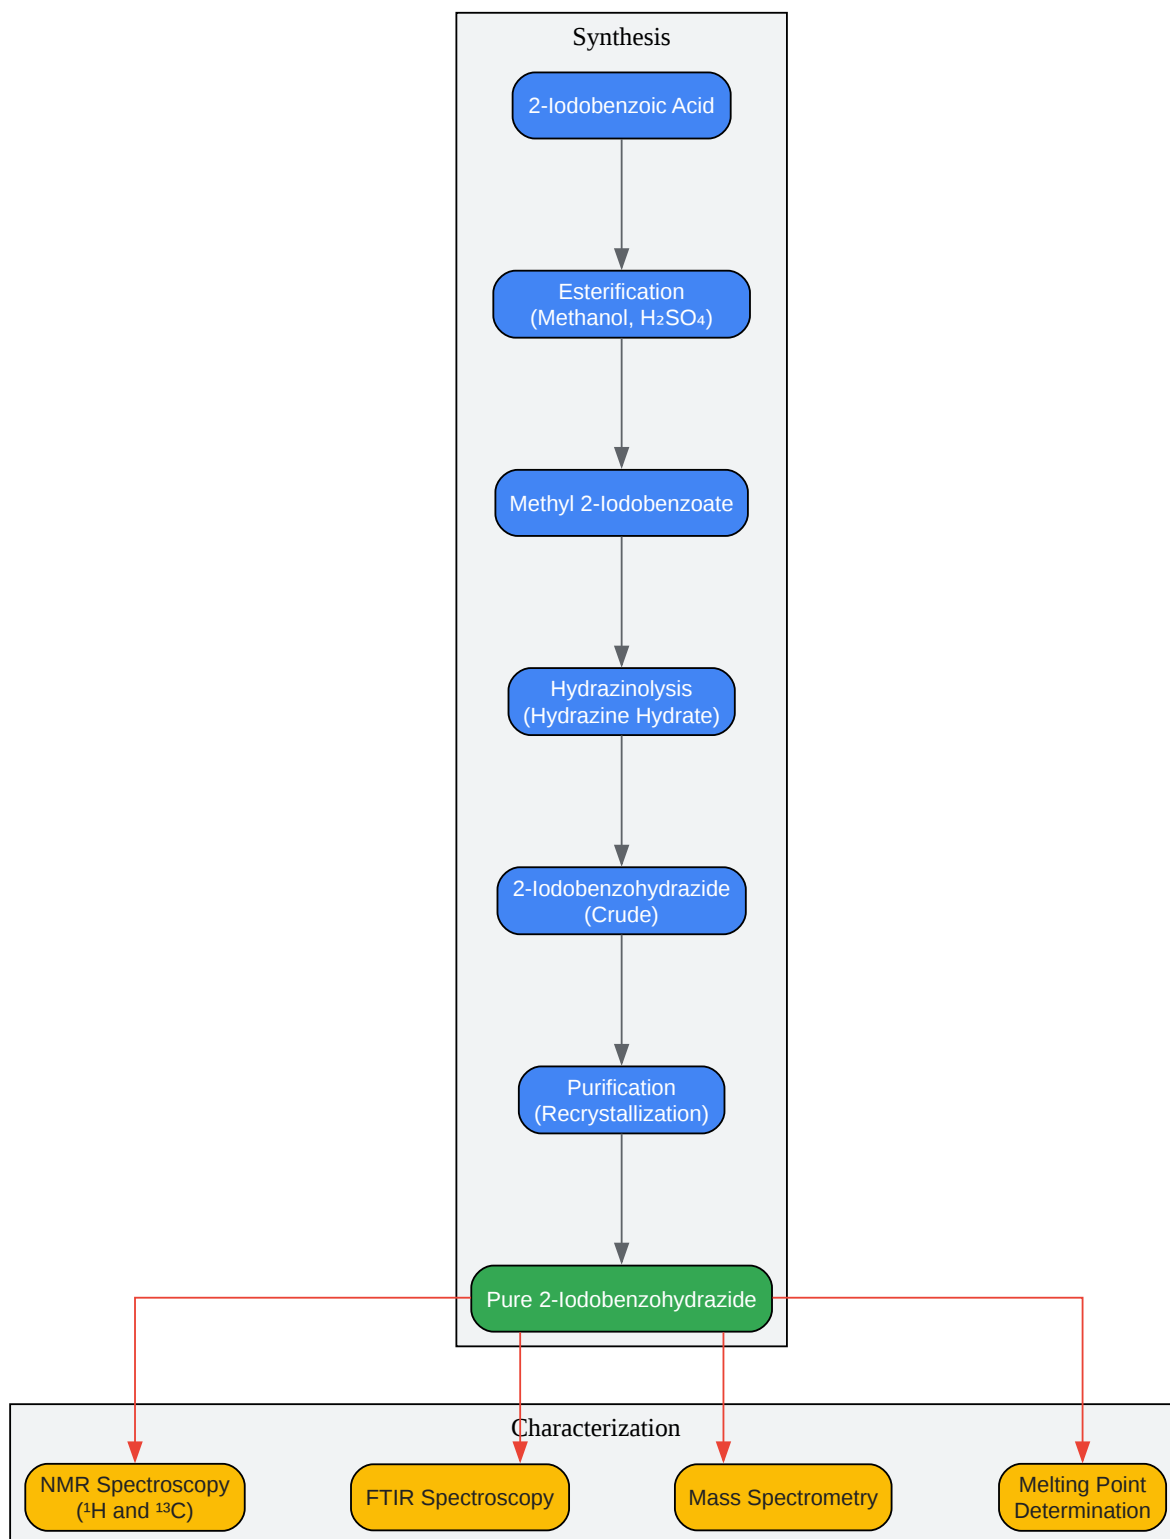 Synthesis
2-Iodobenzoic Acid
Esterification
(Methanol, H₂SO₄)
Methyl 2-Iodobenzoate
Hydrazinolysis
(Hydrazine Hydrate)
2-Iodobenzohydrazide
(Crude)
Purification
(Recrystallization)
Pure 2-Iodobenzohydrazide
Characterization
NMR Spectroscopy
(¹H and ¹³C)
FTIR Spectroscopy
Mass Spectrometry
Melting Point
Determination